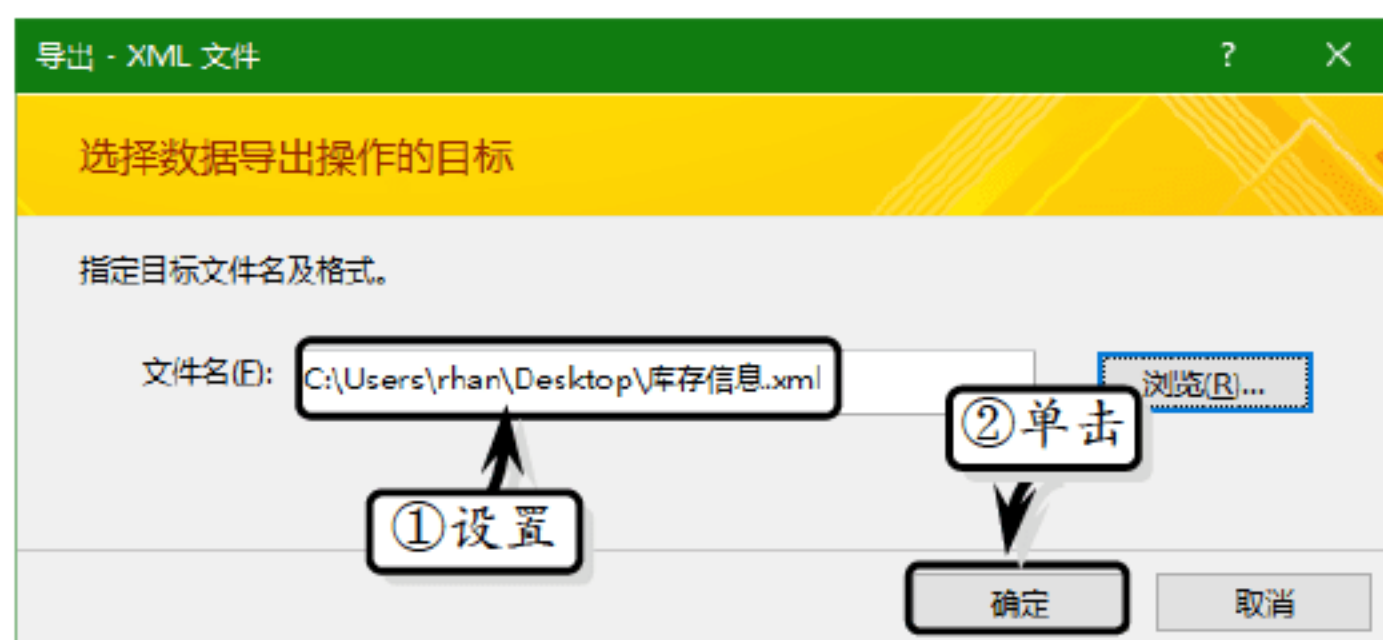 导出 - XML 文件
? ×
选择数据导出操作的目标
指定目标文件名及格式。
文件名(F): C:\Users\rhan\Desktop\库存信息.xml 浏览(R)...
②单击
①设置
确定 取消